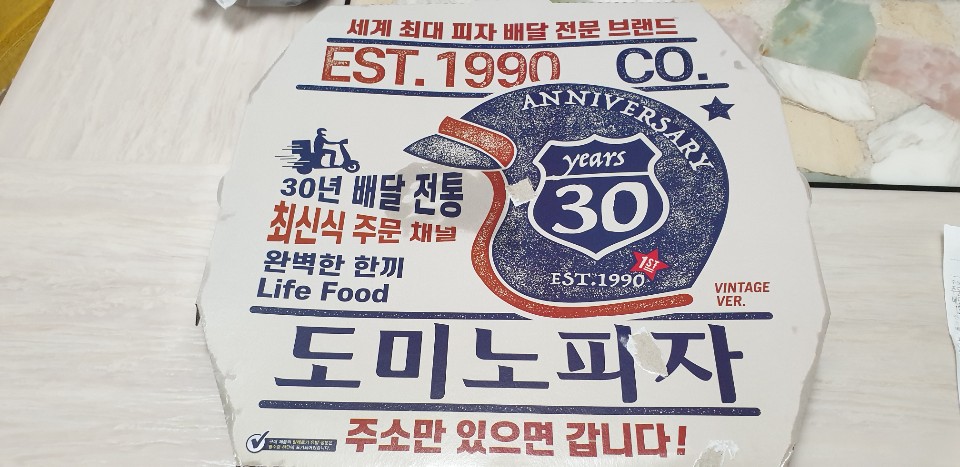 세계 최대 피자 배달 전문 브랜드
EST. 1990 CO.
ANNIVERSARY
years
30
EST.1990
1ST
VINTAGE
VER.
30년 배달 전통
최신식 주문 채널
완벽한 한끼
Life Food
도미노피자
주소만 있으면 갑니다!